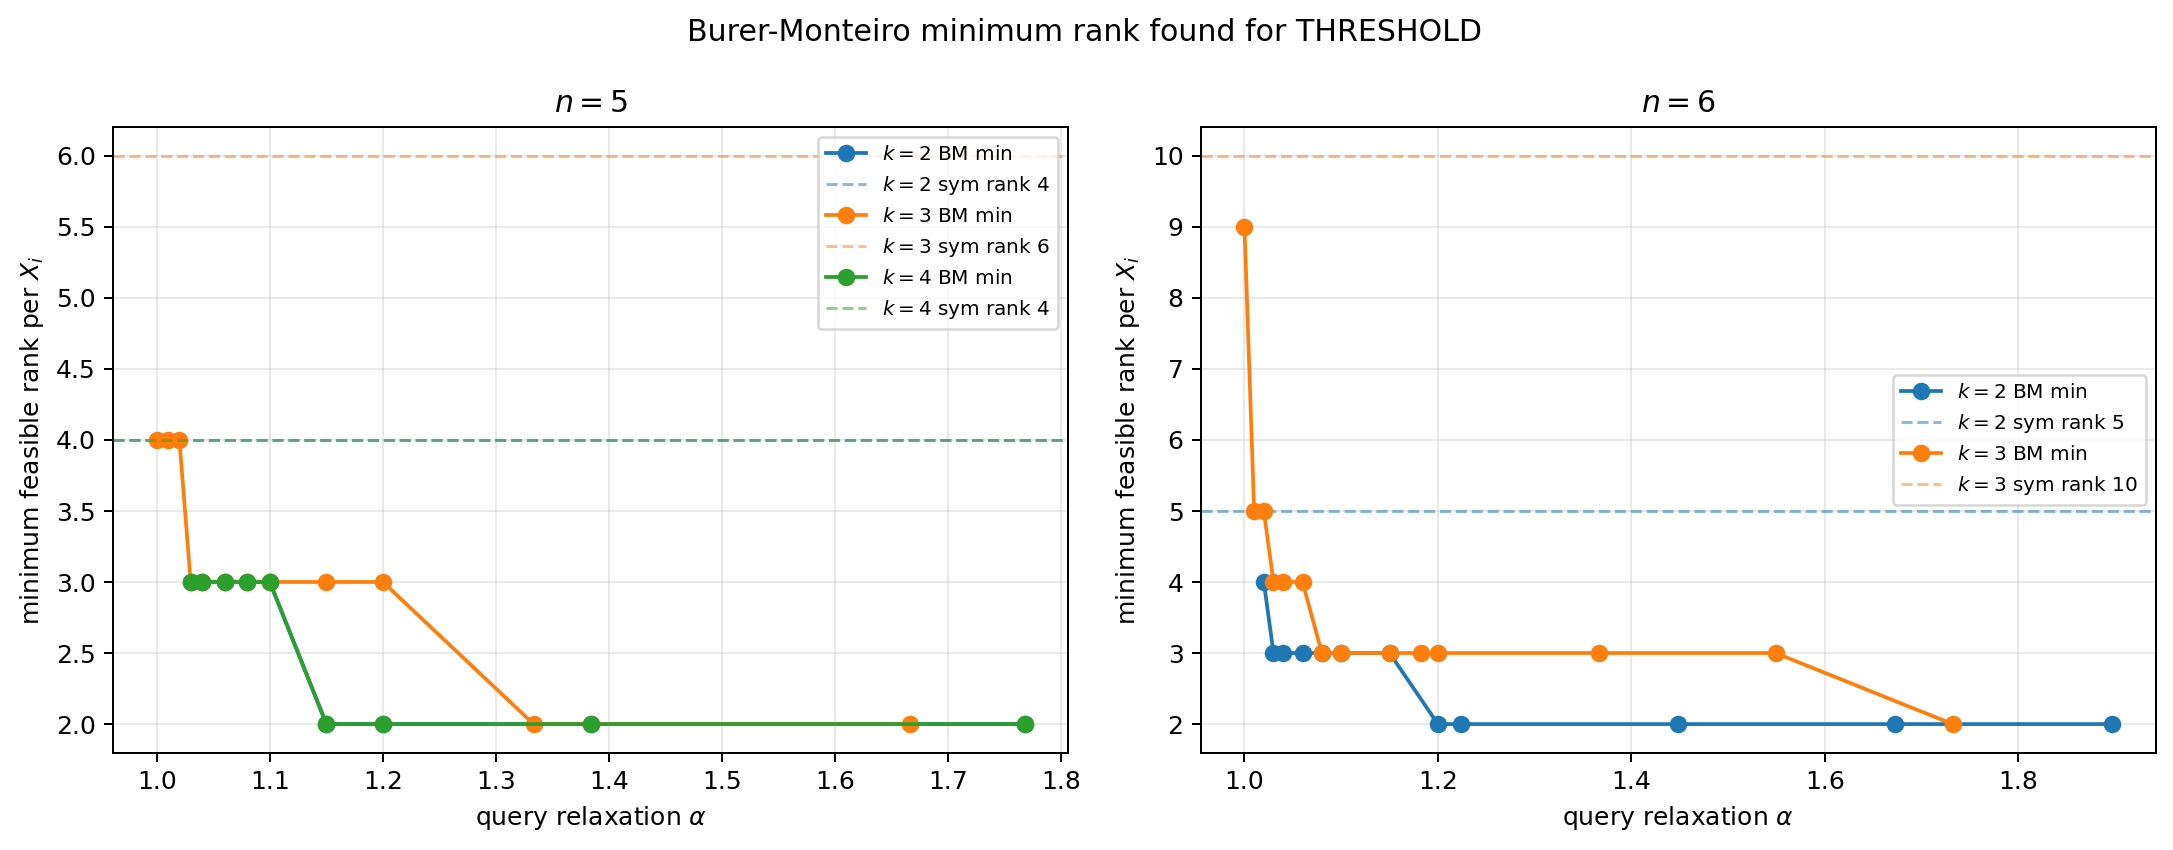 Burer-Monteiro minimum rank found for THRESHOLD
n = 5
minimum feasible rank per X_i
6.0
5.5
5.0
4.5
4.0
3.5
3.0
2.5
2.0
k = 2 BM min
k = 2 sym rank 4
k = 3 BM min
k = 3 sym rank 6
k = 4 BM min
k = 4 sym rank 4
1.0 1.1 1.2 1.3 1.4 1.5 1.6 1.7 1.8
query relaxation α
n = 6
minimum feasible rank per X_i
10
9
8
7
6
5
4
3
2
k = 2 BM min
k = 2 sym rank 5
k = 3 BM min
k = 3 sym rank 10
1.0 1.2 1.4 1.6 1.8
query relaxation α